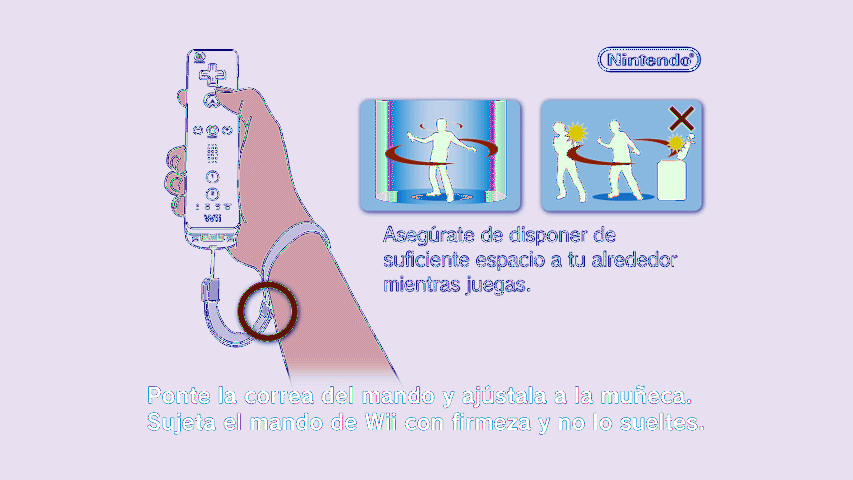 Nintendo®
Asegúrate de disponer de
suficiente espacio a tu alrededor
mientras juegas.
Wii
Ponte la correa del mando y ajústala a la muñeca.
Sujeta el mando de Wii con firmeza y no lo sueltes.